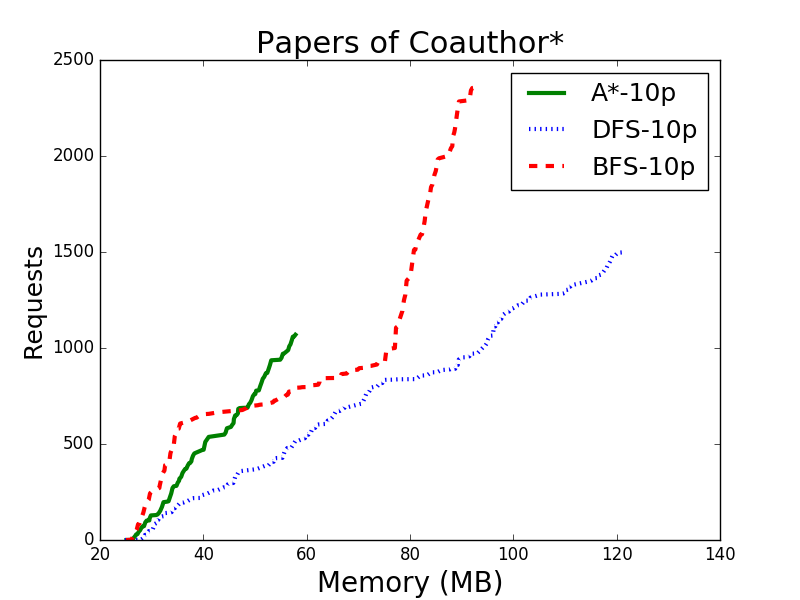 Papers of Coauthor*
2500
2000
1500
1000
500
0
Requests
A*-10p
DFS-10p
BFS-10p
20 40 60 80 100 120 140
Memory (MB)